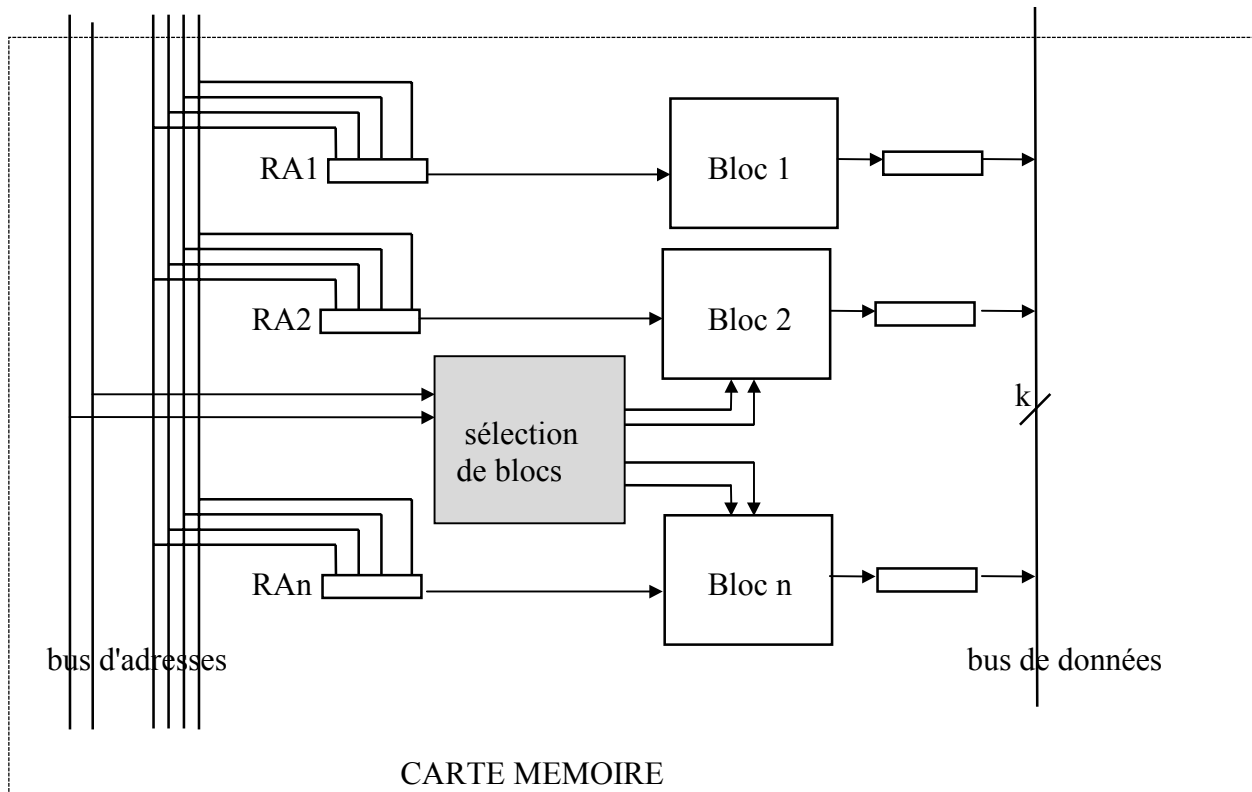 RA1
Bloc 1
RA2
Bloc 2
k
sélection
de blocs
RAn
Bloc n
bus d'adresses
bus de données
CARTE MEMOIRE